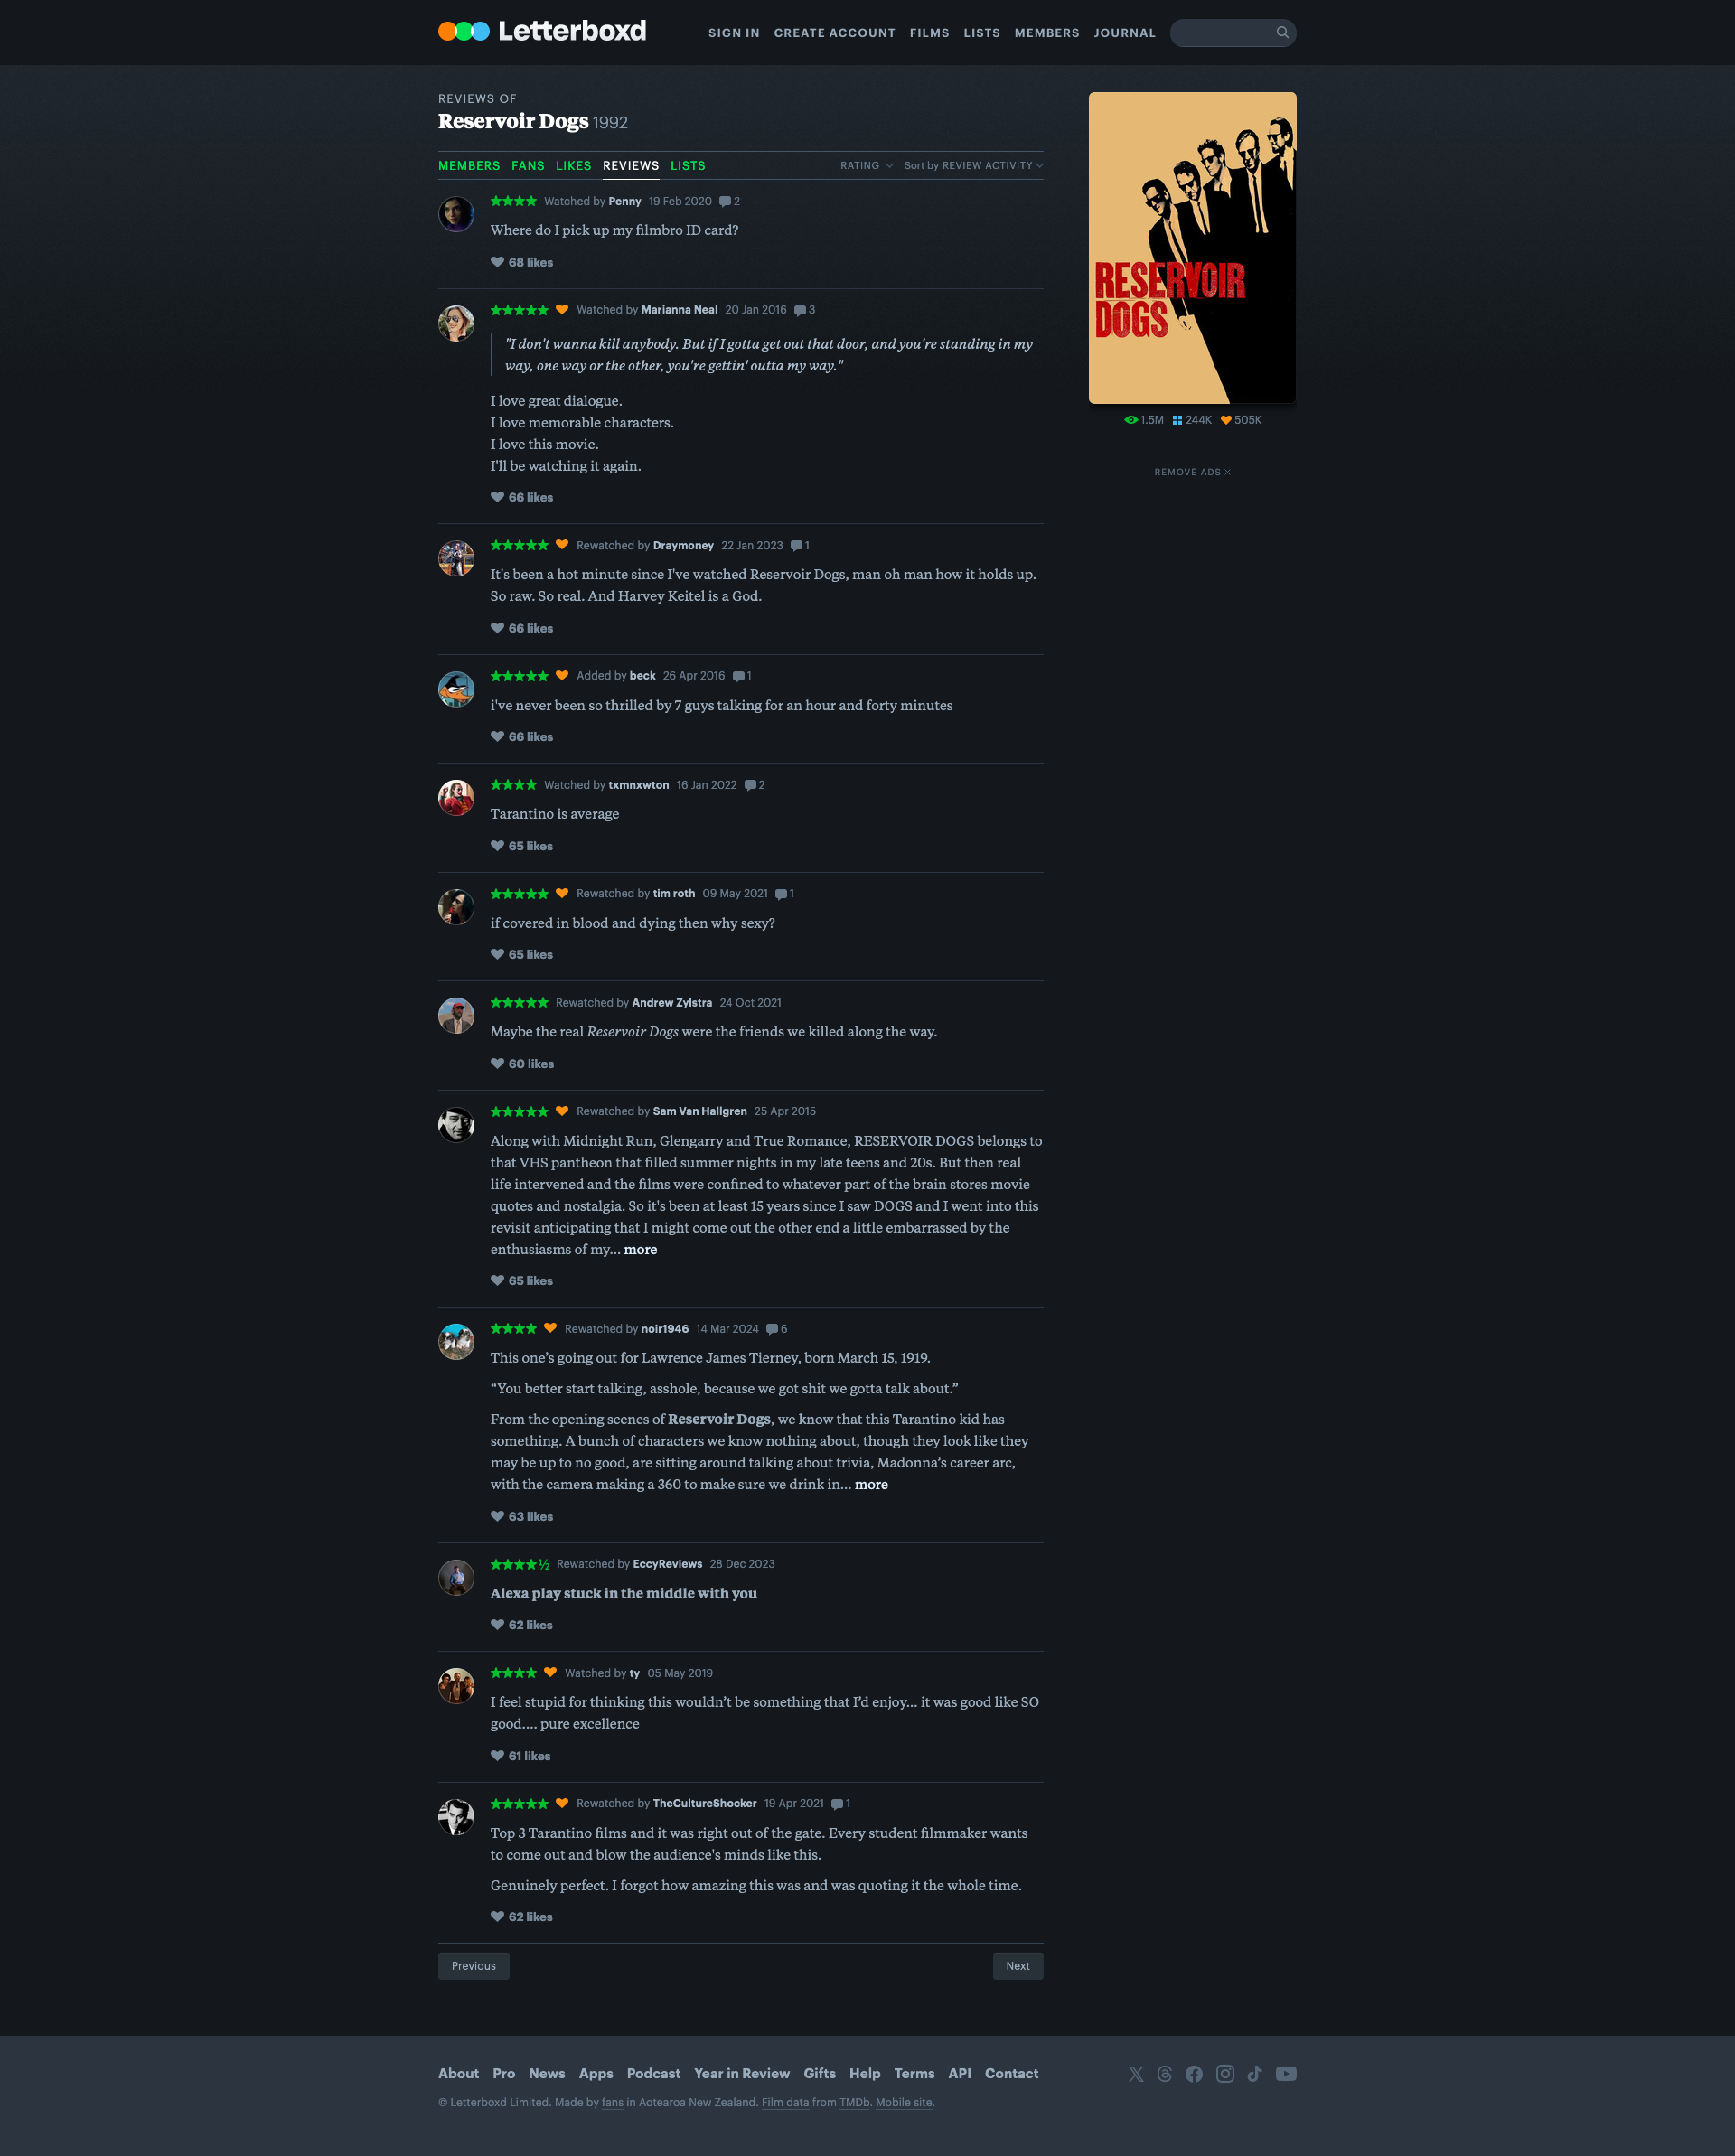 Letterboxd
SIGN IN CREATE ACCOUNT FILMS LISTS MEMBERS JOURNAL
REVIEWS OF
Reservoir Dogs 1992
MEMBERS FANS LIKES REVIEWS LISTS RATING Sort by REVIEW ACTIVITY
★★★★ Watched by Penny 19 Feb 2020 2
Where do I pick up my filmbro ID card?
68 likes
★★★★★ Watched by Marianna Neal 20 Jan 2016 3
"I don't wanna kill anybody. But if I gotta get out that door, and you're standing in my
way, one way or the other, you're gettin' outta my way."
I love great dialogue.
I love memorable characters.
I love this movie.
I'll be watching it again.
66 likes
★★★★★ Rewatched by Draymoney 22 Jan 2023 1
It's been a hot minute since I've watched Reservoir Dogs, man oh man how it holds up.
So raw. So real. And Harvey Keitel is a God.
66 likes
★★★★★ Added by beck 26 Apr 2016 1
i've never been so thrilled by 7 guys talking for an hour and forty minutes
66 likes
★★★★ Watched by txmnxwton 16 Jan 2022 2
Tarantino is average
65 likes
★★★★★ Rewatched by tim roth 09 May 2021 1
if covered in blood and dying then why sexy?
65 likes
★★★★★ Rewatched by Andrew Zylstra 24 Oct 2021
Maybe the real Reservoir Dogs were the friends we killed along the way.
60 likes
★★★★★ Rewatched by Sam Van Hallgren 25 Apr 2015
Along with Midnight Run, Glengarry and True Romance, RESERVOIR DOGS belongs to
that VHS pantheon that filled summer nights in my late teens and 20s. But then real
life intervened and the films were confined to whatever part of the brain stores movie
quotes and nostalgia. So it's been at least 15 years since I saw DOGS and I went into this
revisit anticipating that I might come out the other end a little embarrassed by the
enthusiasms of my... more
65 likes
★★★★ Rewatched by noir1946 14 Mar 2024 6
This one’s going out for Lawrence James Tierney, born March 15, 1919.
“You better start talking, asshole, because we got shit we gotta talk about.”
From the opening scenes of Reservoir Dogs, we know that this Tarantino kid has
something. A bunch of characters we know nothing about, though they look like they
may be up to no good, are sitting around talking about trivia, Madonna’s career arc,
with the camera making a 360 to make sure we drink in... more
63 likes
★★★★½ Rewatched by EccyReviews 28 Dec 2023
Alexa play stuck in the middle with you
62 likes
★★★★ Watched by ty 05 May 2019
I feel stupid for thinking this wouldn’t be something that I’d enjoy... it was good like SO
good.... pure excellence
61 likes
★★★★★ Rewatched by TheCultureShocker 19 Apr 2021 1
Top 3 Tarantino films and it was right out of the gate. Every student filmmaker wants
to come out and blow the audience's minds like this.
Genuinely perfect. I forgot how amazing this was and was quoting it the whole time.
62 likes
Previous Next
RESERVOIR
DOGS
1.5M 244K 505K
REMOVE ADS
About Pro News Apps Podcast Year in Review Gifts Help Terms API Contact
© Letterboxd Limited. Made by fans in Aotearoa New Zealand. Film data from TMDb. Mobile site.